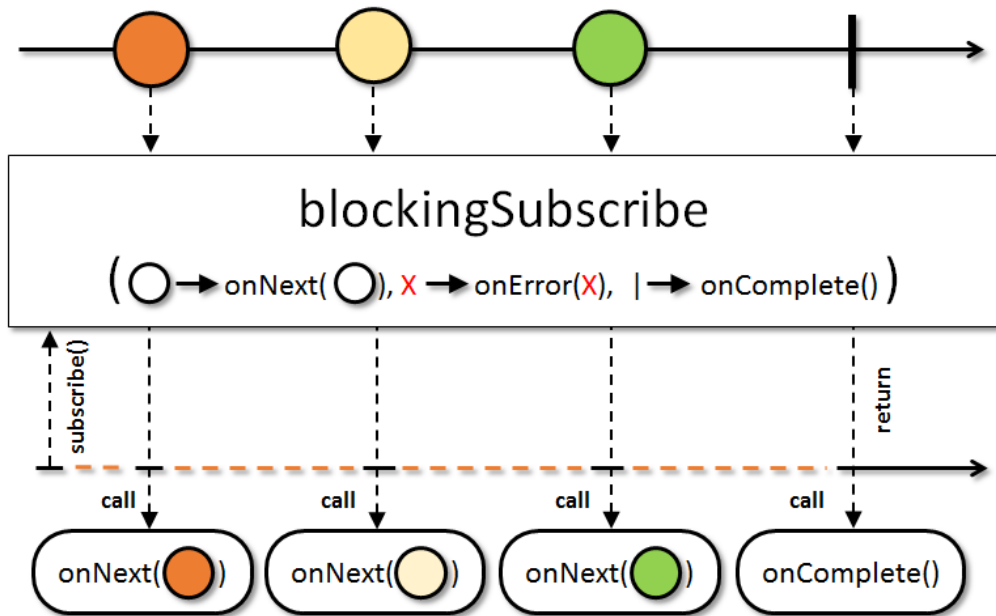 blockingSubscribe
( → onNext( ), X → onError(X), | → onComplete() )
subscribe()
return
call call call call
onNext( ) onNext( ) onNext( ) onComplete()